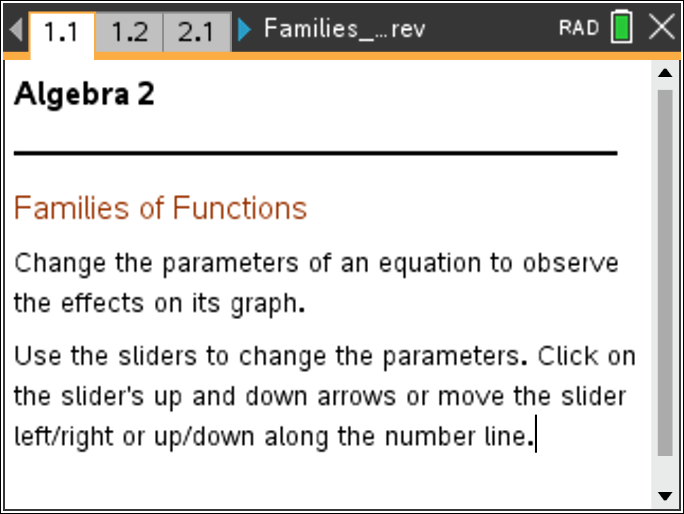 1.1 1.2 2.1 Families_...rev RAD
Algebra 2
Families of Functions
Change the parameters of an equation to observe
the effects on its graph.
Use the sliders to change the parameters. Click on
the slider's up and down arrows or move the slider
left/right or up/down along the number line.